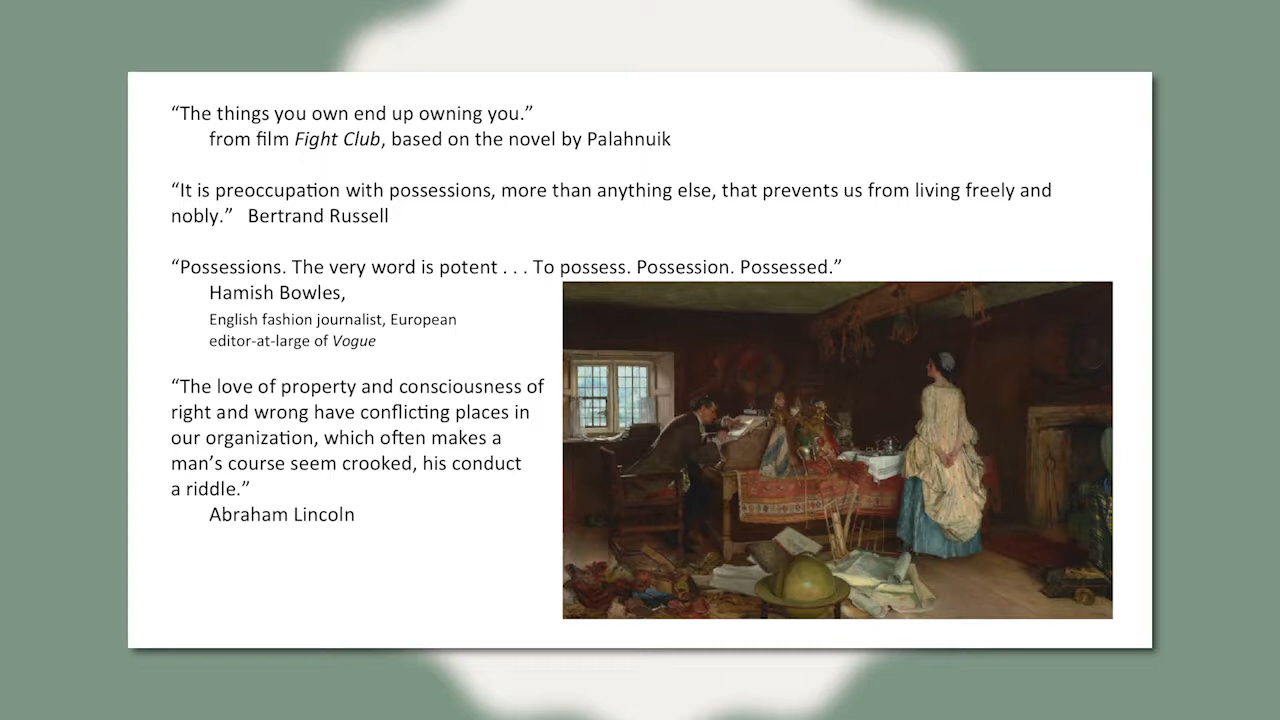 “The things you own end up owning you.”
from film Fight Club, based on the novel by Palahnuik
“It is preoccupation with possessions, more than anything else, that prevents us from living freely and
nobly.” Bertrand Russell
“Possessions. The very word is potent . . . To possess. Possession. Possessed.”
Hamish Bowles,
English fashion journalist, European
editor-at-large of Vogue
“The love of property and consciousness of
right and wrong have conflicting places in
our organization, which often makes a
man’s course seem crooked, his conduct
a riddle.”
Abraham Lincoln